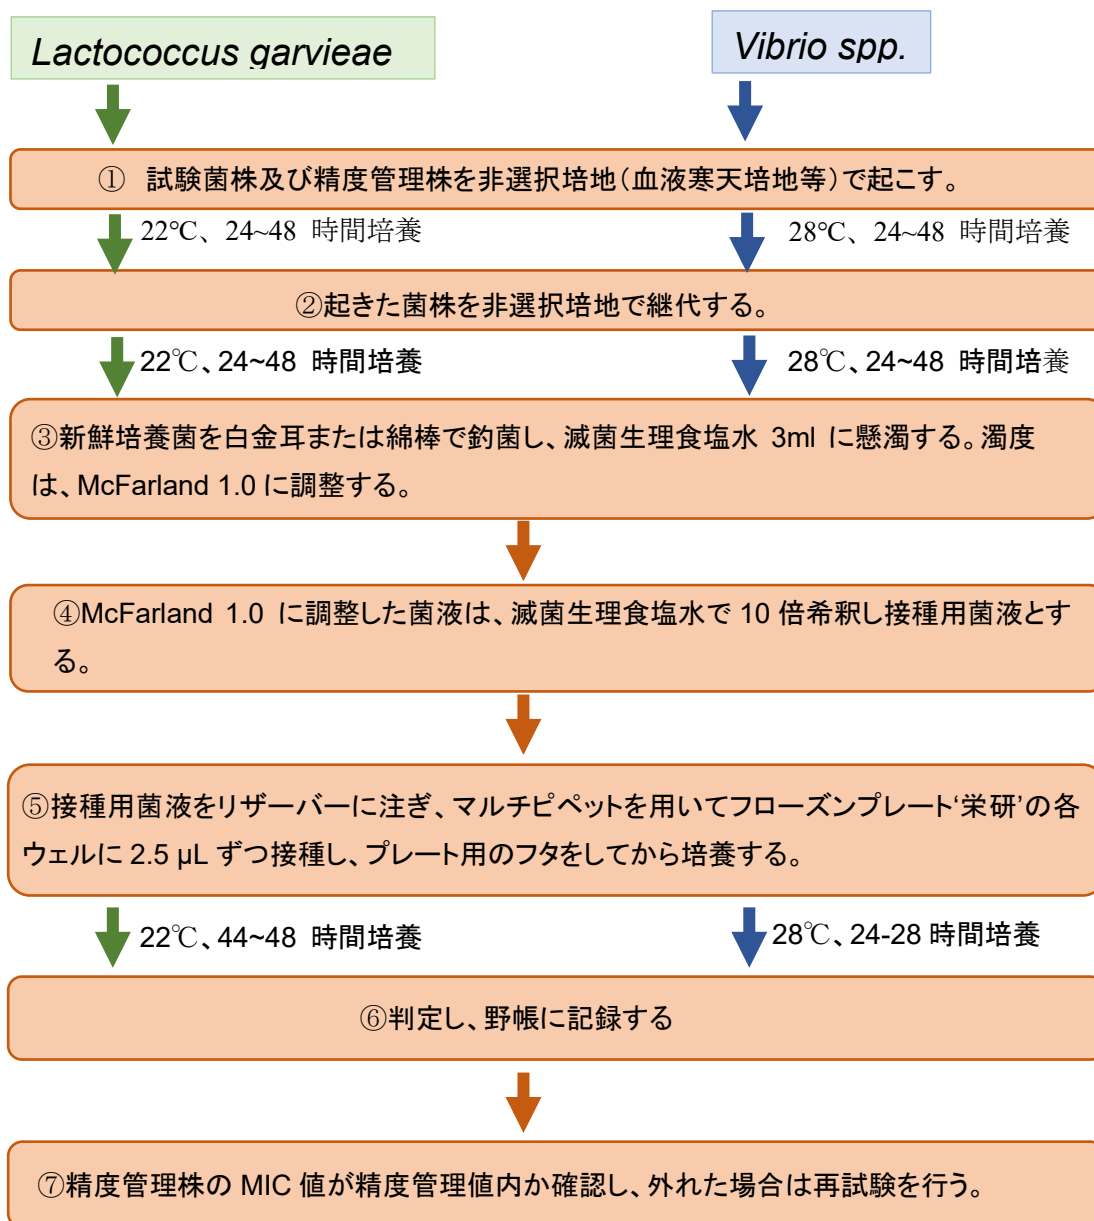 Lactococcus garvieae
Vibrio spp.
① 試験菌株及び精度管理株を非選択培地(血液寒天培地等)で起こす。
22℃、24~48 時間培養
28℃、24~48 時間培養
②起きた菌株を非選択培地で継代する。
22℃、24~48 時間培養
28℃、24~48 時間培養
③新鮮培養菌を白金耳または綿棒で釣菌し、滅菌生理食塩水 3ml に懸濁する。濁度
は、McFarland 1.0 に調整する。
④McFarland 1.0 に調整した菌液は、滅菌生理食塩水で 10 倍希釈し接種用菌液とす
る。
⑤接種用菌液をリザーバーに注ぎ、マルチピペットを用いてフローズンプレート‘栄研’の各
ウェルに 2.5 µL ずつ接種し、プレート用のフタをしてから培養する。
22℃、44~48 時間培養
28℃、24-28 時間培養
⑥判定し、野帳に記録する
⑦精度管理株の MIC 値が精度管理値内か確認し、外れた場合は再試験を行う。